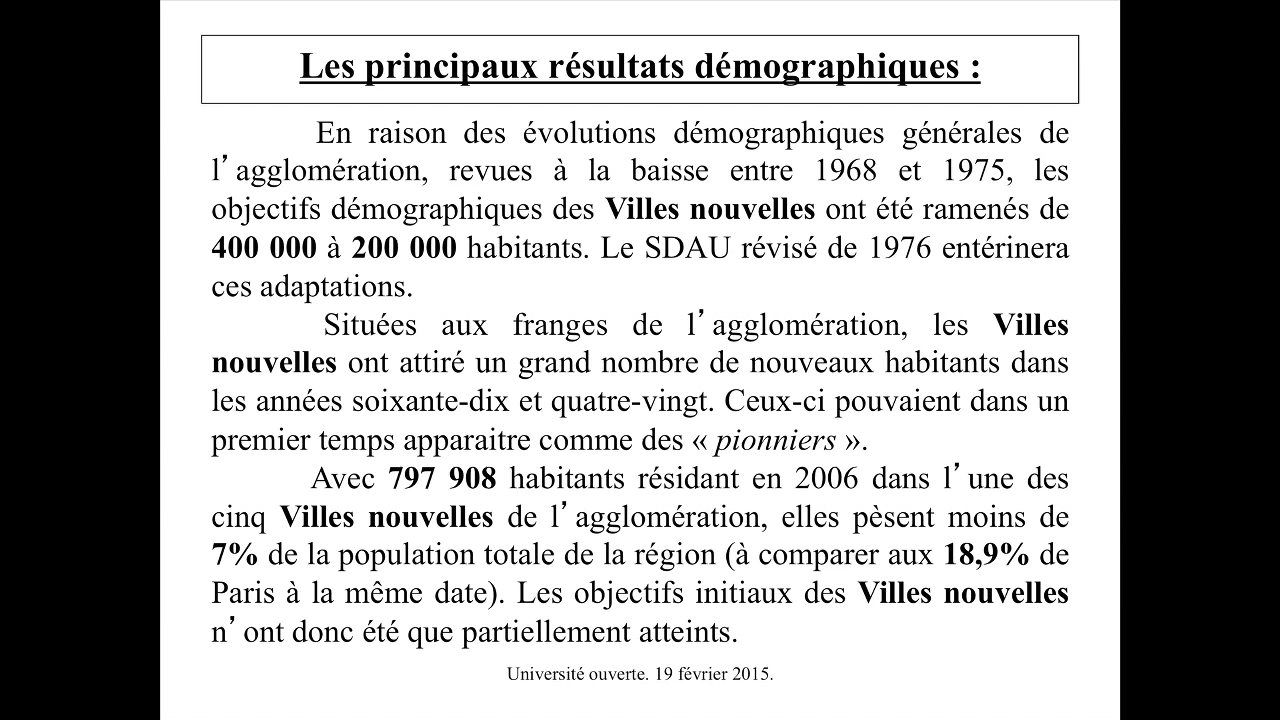 Les principaux résultats démographiques :
En raison des évolutions démographiques générales de
l’agglomération, revues à la baisse entre 1968 et 1975, les
objectifs démographiques des Villes nouvelles ont été ramenés de
400 000 à 200 000 habitants. Le SDAU révisé de 1976 entérinera
ces adaptations.
Situées aux franges de l’agglomération, les Villes
nouvelles ont attiré un grand nombre de nouveaux habitants dans
les années soixante-dix et quatre-vingt. Ceux-ci pouvaient dans un
premier temps apparaitre comme des « pionniers ».
Avec 797 908 habitants résidant en 2006 dans l’une des
cinq Villes nouvelles de l’agglomération, elles pèsent moins de
7% de la population totale de la région (à comparer aux 18,9% de
Paris à la même date). Les objectifs initiaux des Villes nouvelles
n’ont donc été que partiellement atteints.
Université ouverte. 19 février 2015.